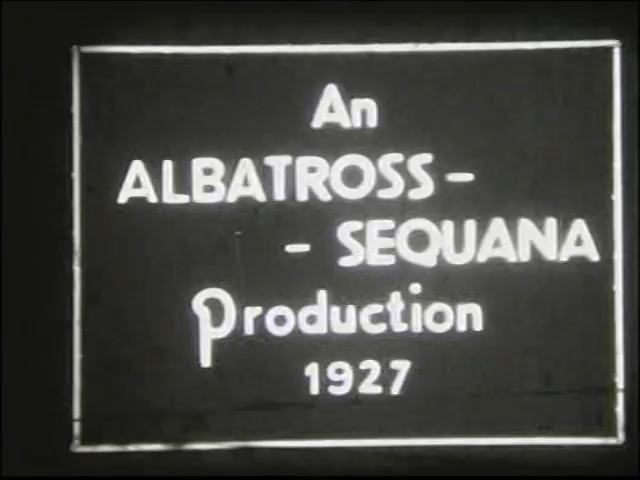 An
ALBATROSS -
- SEQUANA
Production
1927